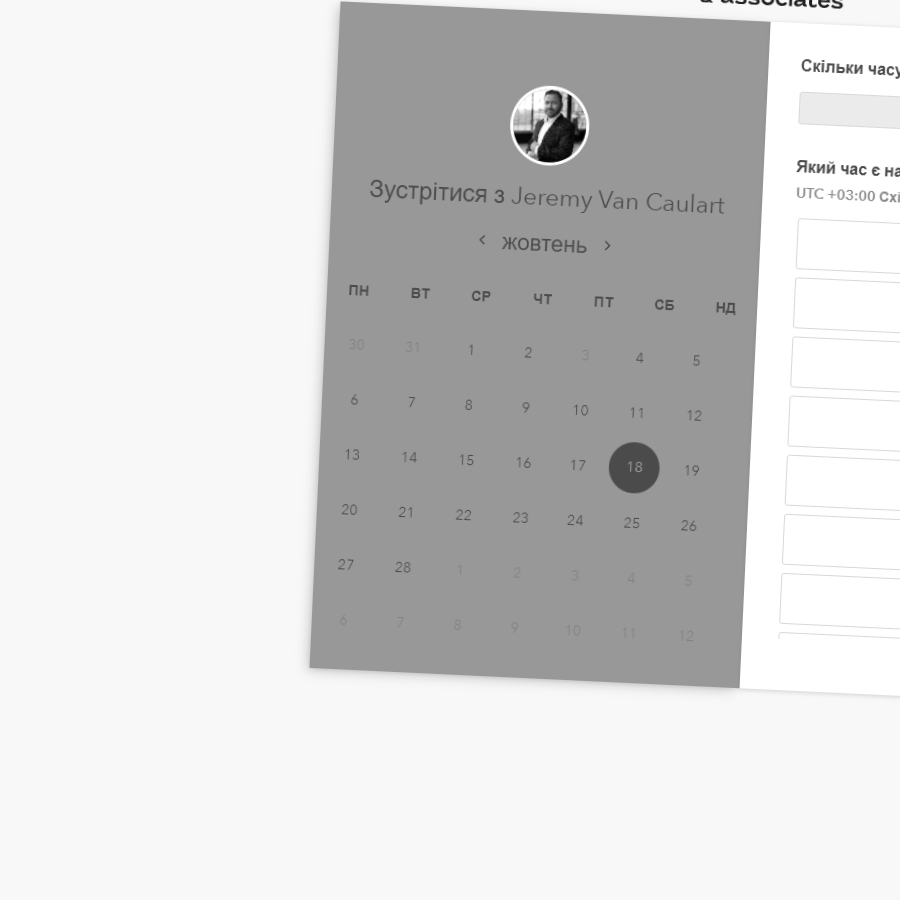 & associates
Зустрітися з Jeremy Van Caulart
жовтень
ПН ВТ СР ЧТ ПТ СБ НД
30 31 1 2 3 4 5
6 7 8 9 10 11 12
13 14 15 16 17 18 19
20 21 22 23 24 25 26
27 28 1 2 3 4 5
6 7 8 9 10 11 12
Скільки часу
Який час є на
UTC +03:00 Схі